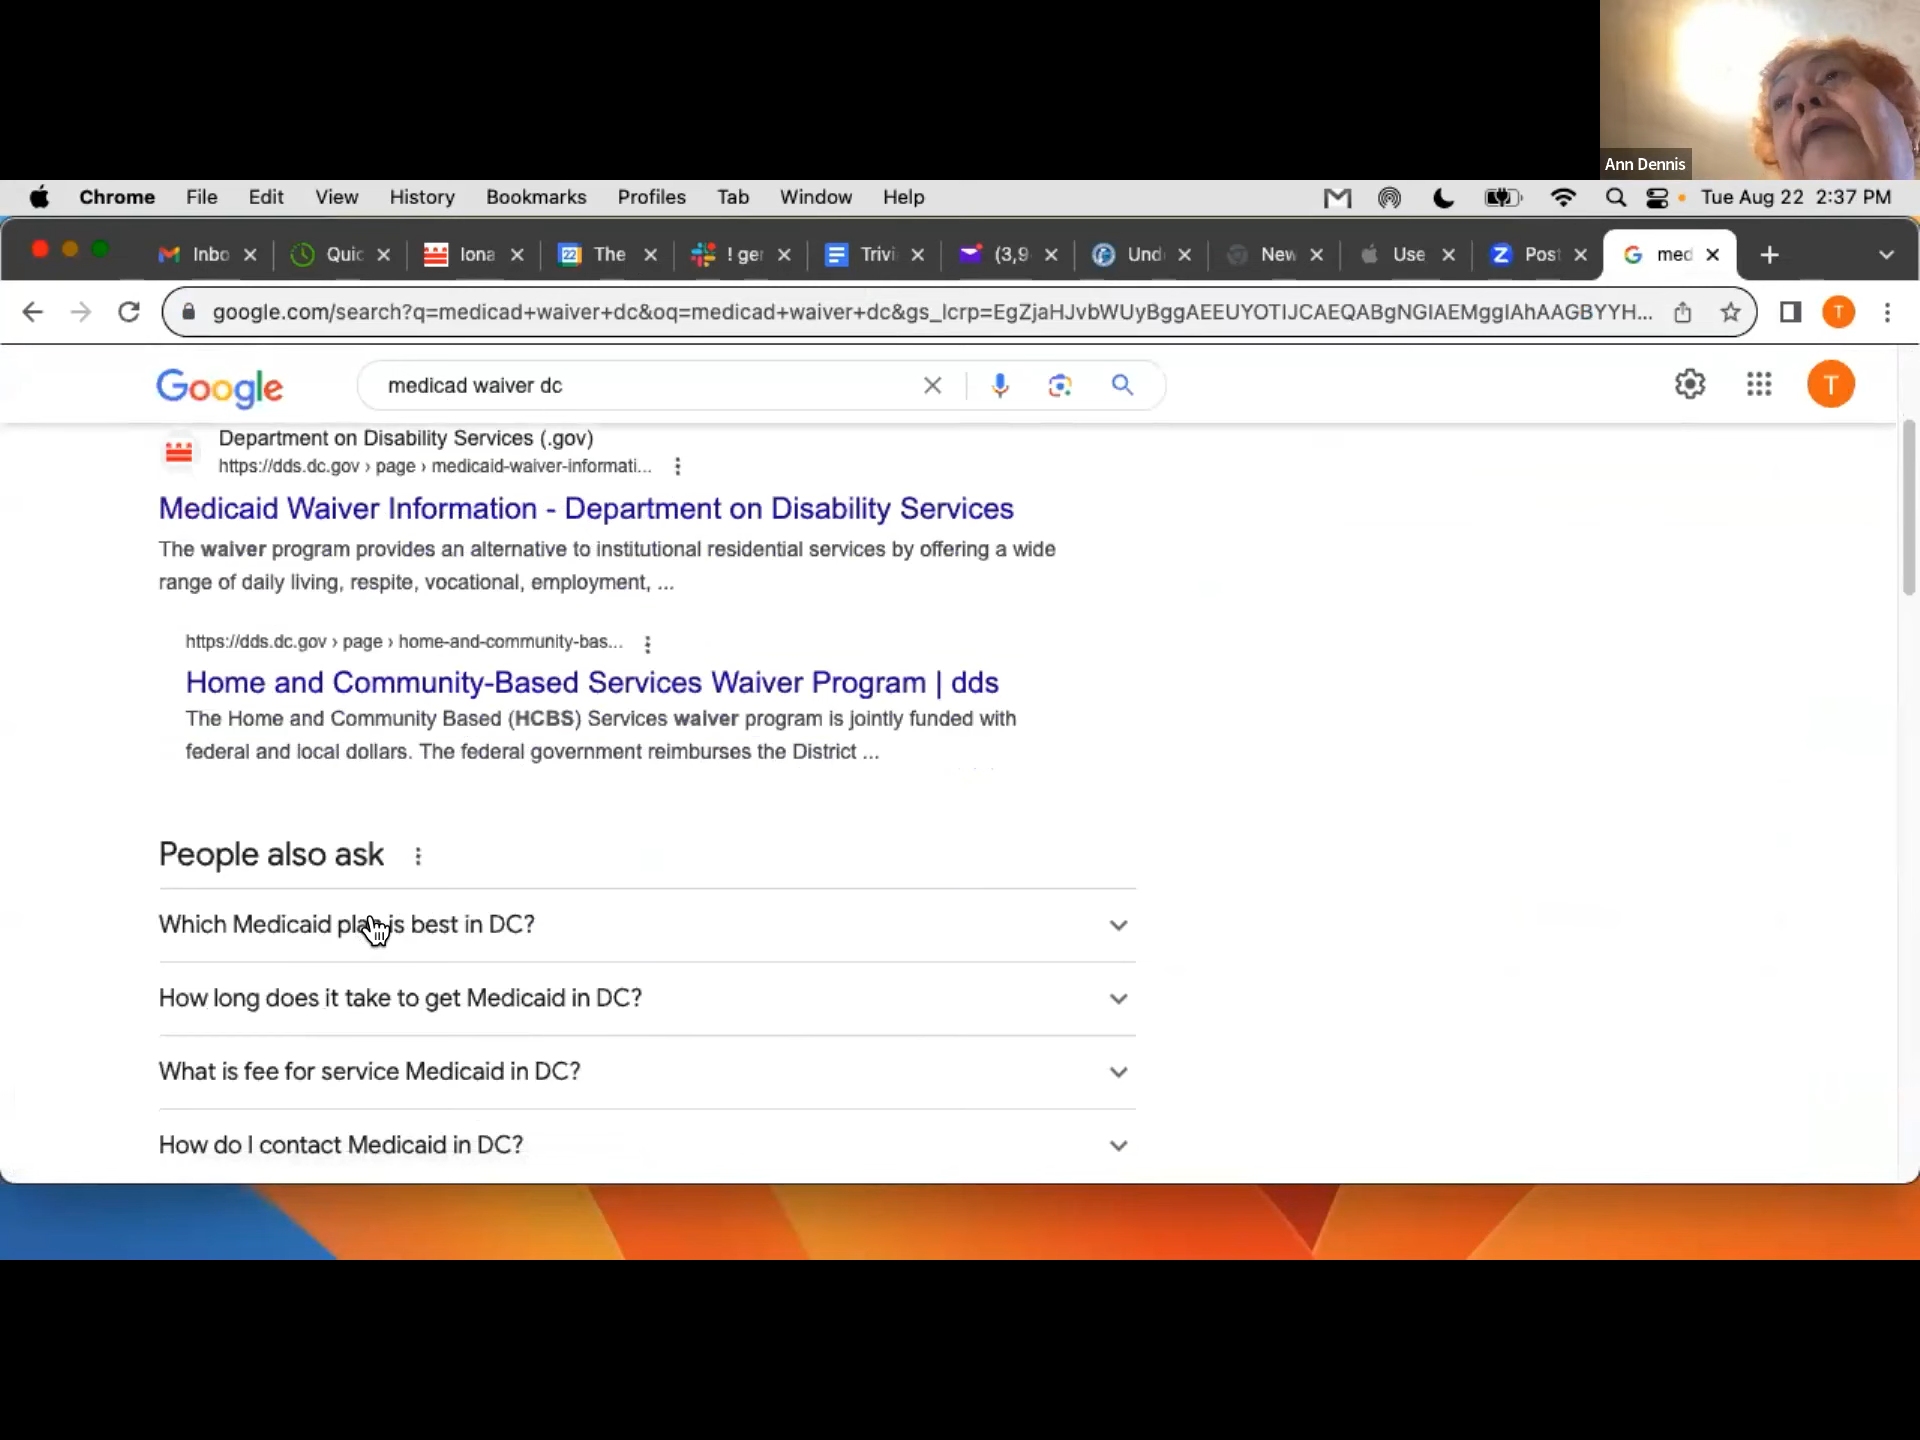 Ann Dennis
Chrome File Edit View History Bookmarks Profiles Tab Window Help Tue Aug 22 2:37 PM
Inbo Quic Iona 22 The ! ger Trivi (3,9 Und New Use Z Post G med
google.com/search?q=medicad+waiver+dc&oq=medicad+waiver+dc&gs_lcrp=EgZjaHJvbWUyBggAEEUYOTIJCAEQABgNGIAEMggIAhAAGBYYH... T
Google medicad waiver dc T
Department on Disability Services (.gov)
https://dds.dc.gov › page › medicaid-waiver-informati...
Medicaid Waiver Information - Department on Disability Services
The waiver program provides an alternative to institutional residential services by offering a wide
range of daily living, respite, vocational, employment, ...
https://dds.dc.gov › page › home-and-community-bas...
Home and Community-Based Services Waiver Program | dds
The Home and Community Based (HCBS) Services waiver program is jointly funded with
federal and local dollars. The federal government reimburses the District ...
People also ask
Which Medicaid plan is best in DC?
How long does it take to get Medicaid in DC?
What is fee for service Medicaid in DC?
How do I contact Medicaid in DC?